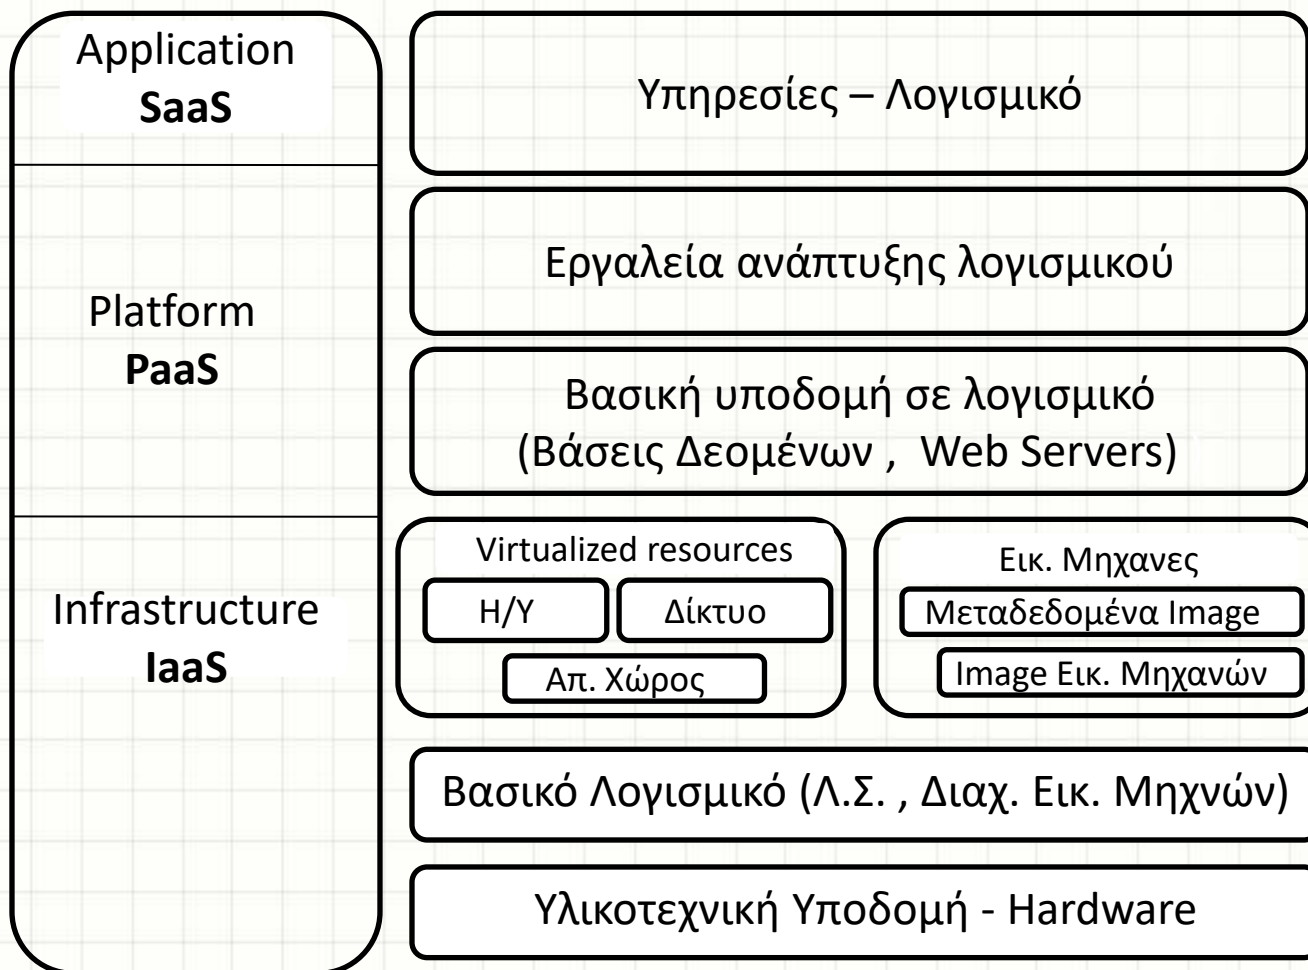 Application
SaaS
Υπηρεσίες – Λογισμικό
Platform
PaaS
Εργαλεία ανάπτυξης λογισμικού
Βασική υποδομή σε λογισμικό
(Βάσεις Δεομένων , Web Servers)
Infrastructure
IaaS
Virtualized resources
Η/Υ
Δίκτυο
Απ. Χώρος
Εικ. Μηχανες
Μεταδεδομένα Image
Image Εικ. Μηχανών
Βασικό Λογισμικό (Λ.Σ. , Διαχ. Εικ. Μηχνών)
Υλικοτεχνική Υποδομή - Hardware